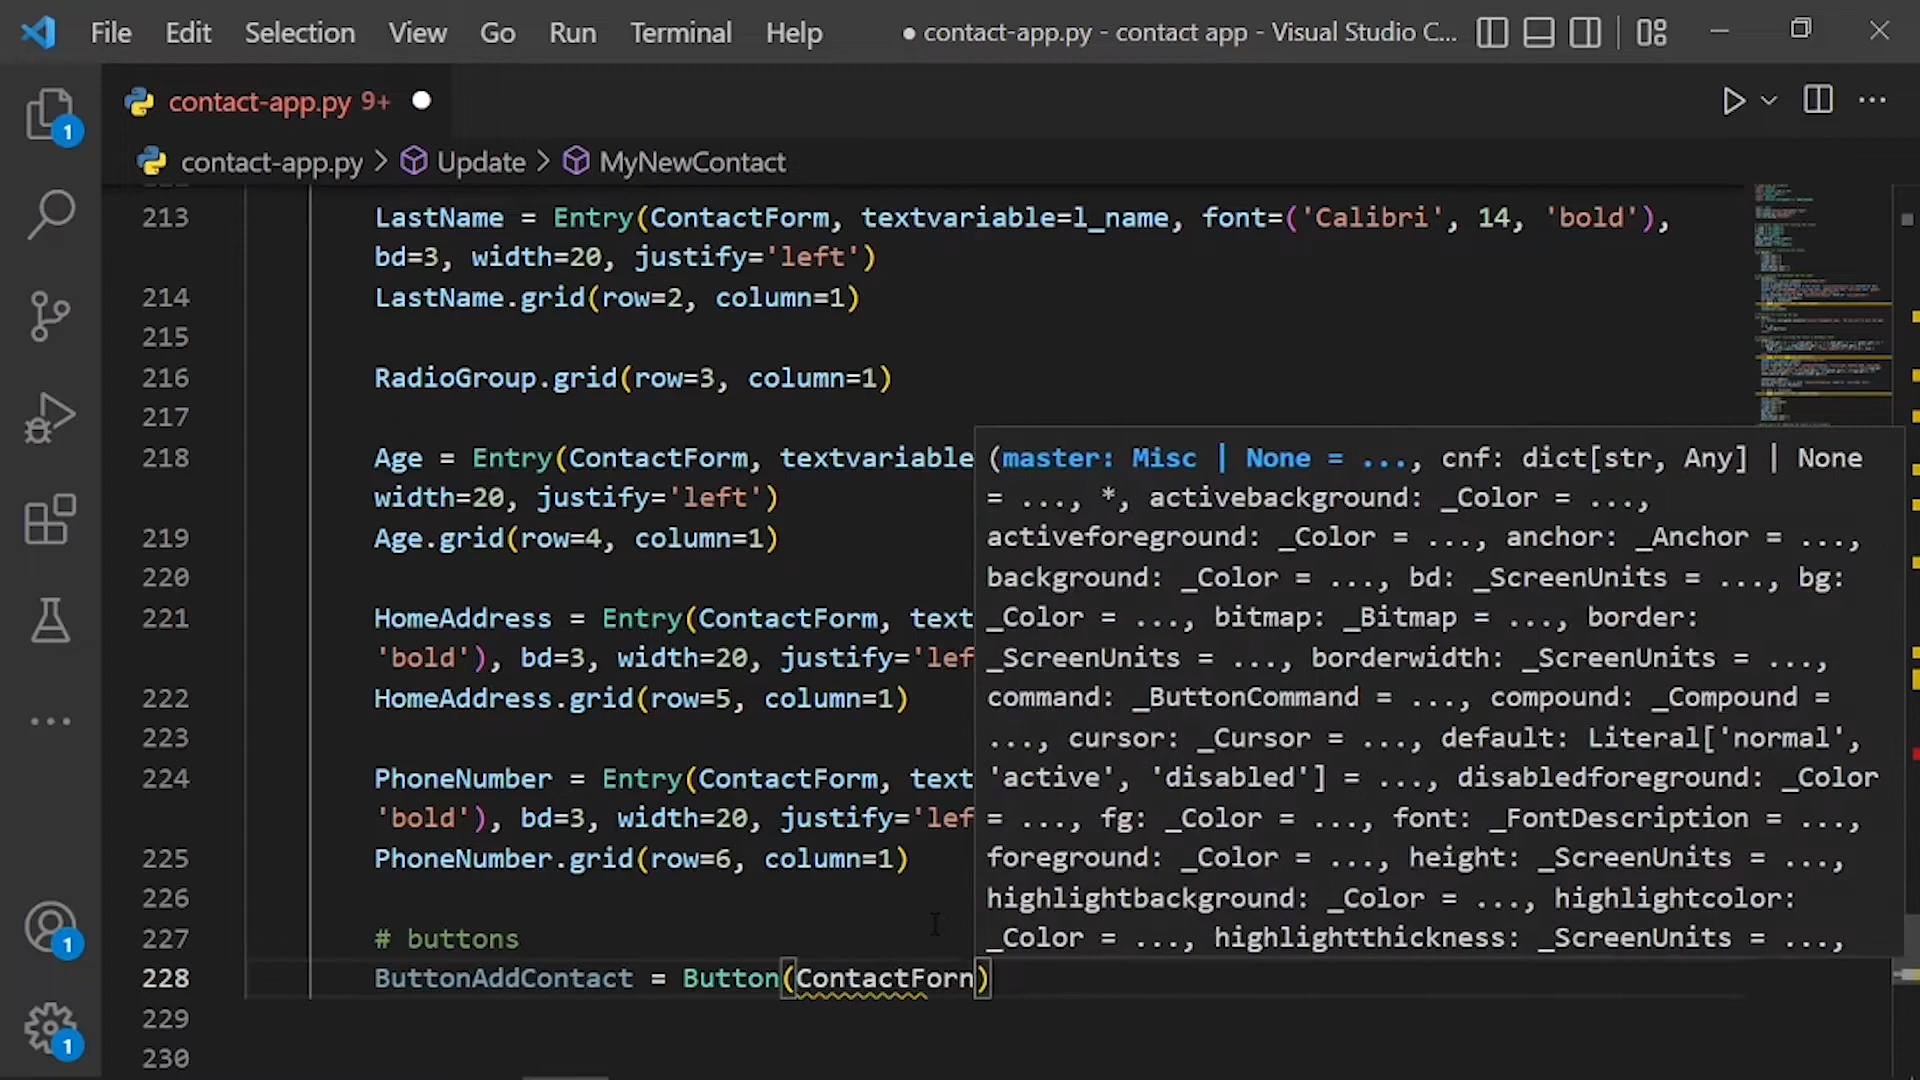 File Edit Selection View Go Run Terminal Help ● contact-app.py - contact app - Visual Studio C...
contact-app.py 9+
contact-app.py > Update > MyNewContact
213 LastName = Entry(ContactForm, textvariable=l_name, font=('Calibri', 14, 'bold'),
bd=3, width=20, justify='left')
214 LastName.grid(row=2, column=1)
215
216 RadioGroup.grid(row=3, column=1)
217
218 Age = Entry(ContactForm, textvariable
width=20, justify='left')
219 Age.grid(row=4, column=1)
220
221 HomeAddress = Entry(ContactForm, text
'bold'), bd=3, width=20, justify='lef
222 HomeAddress.grid(row=5, column=1)
223
224 PhoneNumber = Entry(ContactForm, text
'bold'), bd=3, width=20, justify='lef
225 PhoneNumber.grid(row=6, column=1)
226
227 # buttons
228 ButtonAddContact = Button(ContactForn)
229
230
(master: Misc | None = ..., cnf: dict[str, Any] | None
= ..., *, activebackground: _Color = ...,
activeforeground: _Color = ..., anchor: _Anchor = ...,
background: _Color = ..., bd: _ScreenUnits = ..., bg:
_Color = ..., bitmap: _Bitmap = ..., border:
_ScreenUnits = ..., borderwidth: _ScreenUnits = ...,
command: _ButtonCommand = ..., compound: _Compound =
..., cursor: _Cursor = ..., default: Literal['normal',
'active', 'disabled'] = ..., disabledforeground: _Color
= ..., fg: _Color = ..., font: _FontDescription = ...,
foreground: _Color = ..., height: _ScreenUnits = ...,
highlightbackground: _Color = ..., highlightcolor:
_Color = ..., highlightthickness: _ScreenUnits = ...,
1
1
1